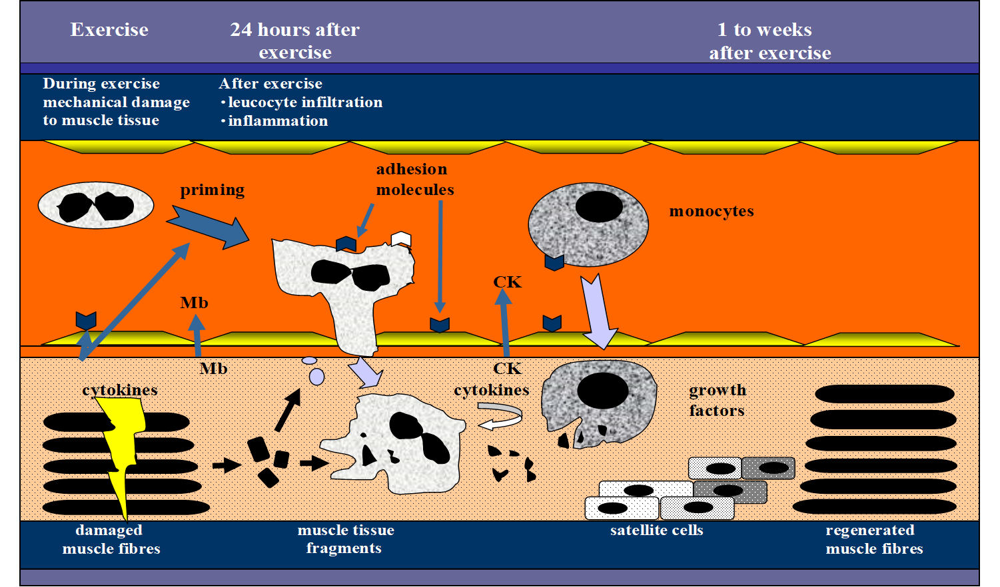 Exercise
24 hours after
exercise
1 to weeks
after exercise
During exercise
mechanical damage
to muscle tissue
After exercise
·leucocyte infiltration
·inflammation
adhesion
molecules
priming
monocytes
CK
Mb
Mb
CK
cytokines
cytokines
growth
factors
damaged
muscle fibres
muscle tissue
fragments
satellite cells
regenerated
muscle fibres